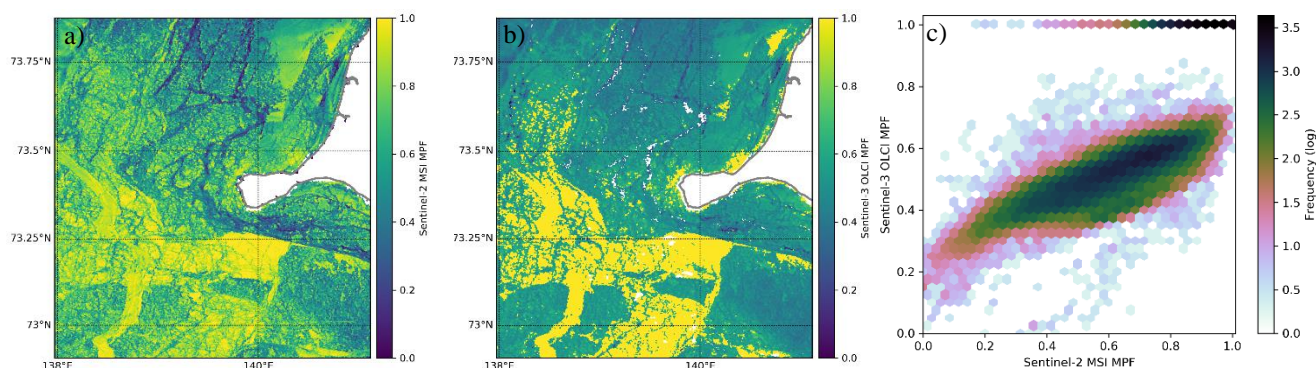 a)
73.75°N
73.5°N
73.25°N
73°N
138°E
140°E
1.0
0.8
0.6
0.4
0.2
0.0
Sentinel-2 MSI MPF
b)
73.75°N
73.5°N
73.25°N
73°N
138°E
140°E
1.0
0.8
0.6
0.4
0.2
0.0
Sentinel-3 OLCI MPF
c)
1.0
0.8
0.6
0.4
0.2
0.0
Sentinel-3 OLCI MPF
0.0 0.2 0.4 0.6 0.8 1.0
Sentinel-2 MSI MPF
3.5
3.0
2.5
2.0
1.5
1.0
0.5
0.0
Frequency (log)